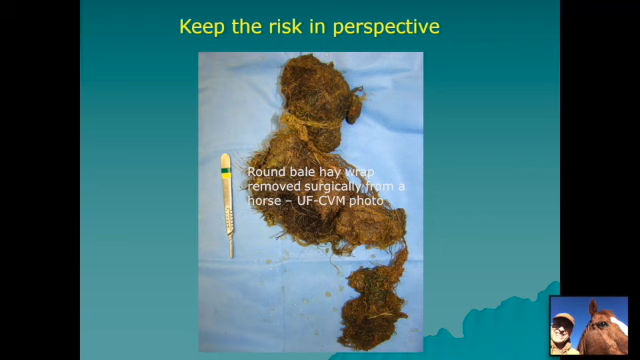 Keep the risk in perspective
Round bale hay wrap
removed surgically from a
horse – UF-CVM photo